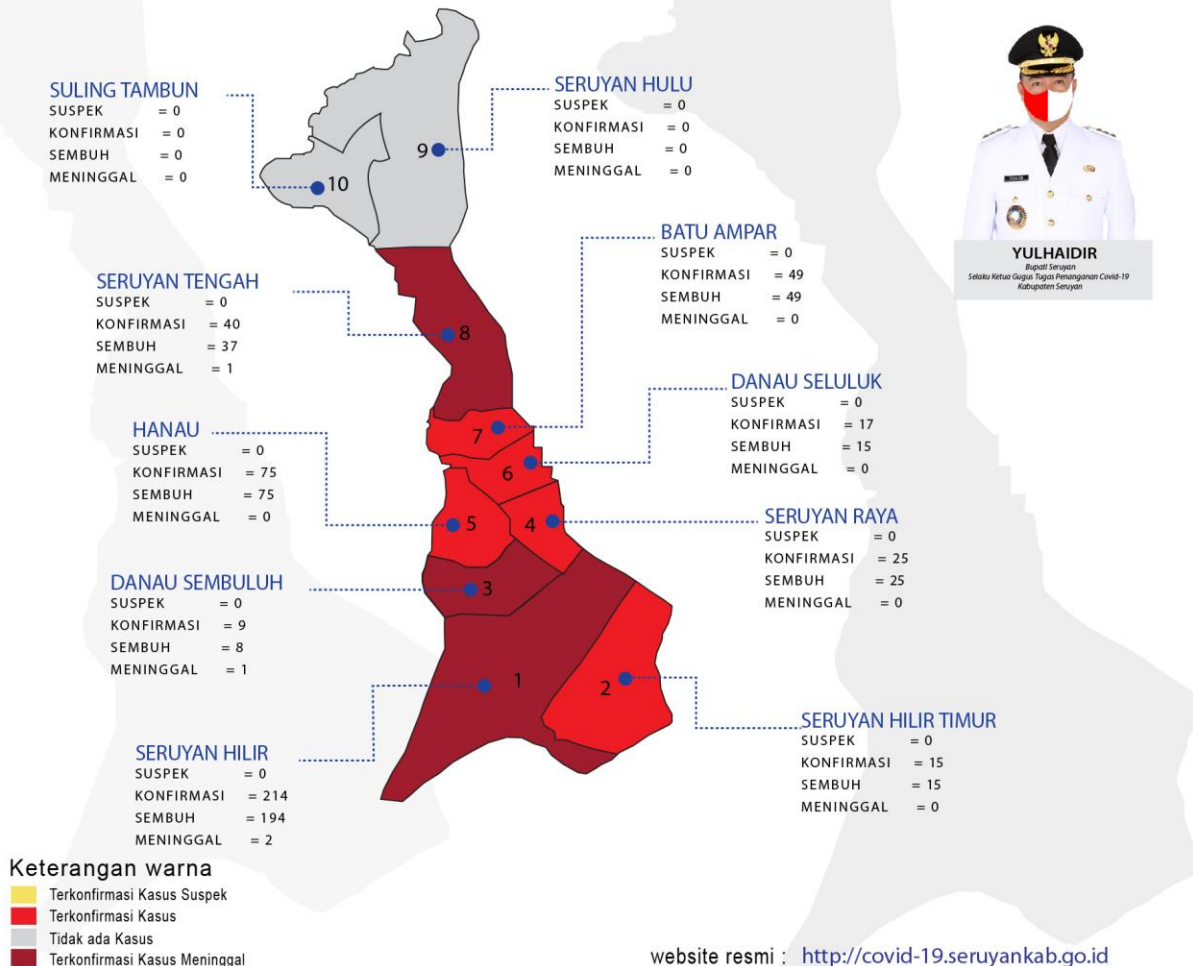 SULING TAMBUN
SUSPEK = 0
KONFIRMASI = 0
SEMBUH = 0
MENINGGAL = 0
SERUYAN HULU
SUSPEK = 0
KONFIRMASI = 0
SEMBUH = 0
MENINGGAL = 0
YULHAIDIR
Bupati Seruyan
Selaku Ketua Gugus Tugas Penanganan Covid-19
Kabupaten Seruyan
BATU AMPAR
SUSPEK = 0
KONFIRMASI = 49
SEMBUH = 49
MENINGGAL = 0
SERUYAN TENGAH
SUSPEK = 0
KONFIRMASI = 40
SEMBUH = 37
MENINGGAL = 1
DANAU SELULUK
SUSPEK = 0
KONFIRMASI = 17
SEMBUH = 15
MENINGGAL = 0
HANAU
SUSPEK = 0
KONFIRMASI = 75
SEMBUH = 75
MENINGGAL = 0
SERUYAN RAYA
SUSPEK = 0
KONFIRMASI = 25
SEMBUH = 25
MENINGGAL = 0
DANAU SEMBULUH
SUSPEK = 0
KONFIRMASI = 9
SEMBUH = 8
MENINGGAL = 1
SERUYAN HILIR TIMUR
SUSPEK = 0
KONFIRMASI = 15
SEMBUH = 15
MENINGGAL = 0
SERUYAN HILIR
SUSPEK = 0
KONFIRMASI = 214
SEMBUH = 194
MENINGGAL = 2
9
10
8
7
6
5
4
3
1
2
Keterangan warna
Terkonfirmasi Kasus Suspek
Terkonfirmasi Kasus
Tidak ada Kasus
Terkonfirmasi Kasus Meninggal
website resmi : http://covid-19.seruyankab.go.id